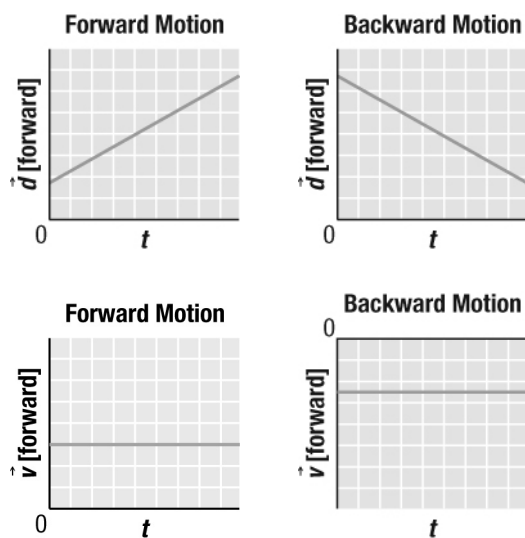 Forward Motion
d⃗ [forward]
0
t
Backward Motion
d⃗ [forward]
0
t
Forward Motion
v⃗ [forward]
0
t
Backward Motion
0
v⃗ [forward]
t